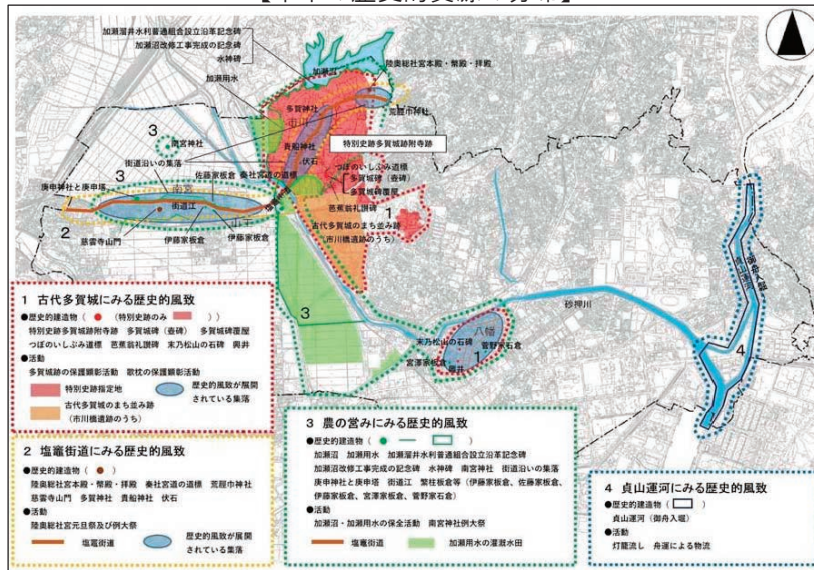 加瀬溜井水利普通組合設立沿革記念碑
加瀬沼改修工事完成の記念碑
水神碑
加瀬用水
加瀬沼
陸奥総社宮本殿・幣殿・拝殿
多賀神社
市川
荒脛巾神社
貴船神社
伏石
特別史跡多賀城跡附寺跡
3
南宮神社
街道沿いの集落
佐藤家板倉
奏社宮道の道標
つぼのいしぶみ道標
多賀城碑（壺碑）
多賀城碑覆屋
庚申神社と庚申塔
3
南宮
街道江
山王
芭蕉翁礼讃碑
古代多賀城のまち並み跡
（市川橋遺跡のうち）
1
2
慈雲寺山門
伊藤家板倉
伊藤家板倉
3
砂押川
八幡
末乃松山の石碑
菅野家石倉
宮澤家板倉
興井
1
貞山運河
御舟入堀
4
1 古代多賀城にみる歴史的風致
●歴史的建造物（ ● （特別史跡のみ ））
特別史跡多賀城跡附寺跡 多賀城碑（壺碑） 多賀城碑覆屋
つぼのいしぶみ道標 芭蕉翁礼讃碑 末乃松山の石碑 興井
●活動
多賀城跡の保護顕彰活動 歌枕の保護顕彰活動
特別史跡指定地
古代多賀城のまち並み跡
（市川橋遺跡のうち）
歴史的風致が展開
されている集落
2 塩竈街道にみる歴史的風致
●歴史的建造物（ ● ）
陸奥総社宮本殿・幣殿・拝殿 奏社宮道の道標 荒脛巾神社
慈雲寺山門 多賀神社 貴船神社 伏石
●活動
陸奥総社宮元旦祭及び例大祭
塩竈街道
歴史的風致が展開
されている集落
3 農の営みにみる歴史的風致
●歴史的建造物（ ● ）
加瀬沼 加瀬用水 加瀬溜井水利普通組合設立沿革記念碑
加瀬沼改修工事完成の記念碑 水神碑 南宮神社 街道沿いの集落
庚申神社と庚申塔 街道江 繁柱板倉等（伊藤家板倉、佐藤家板倉、
伊藤家板倉、宮澤家板倉、菅野家石倉）
●活動
加瀬沼・加瀬用水の保全活動 南宮神社例大祭
塩竈街道
加瀬用水の灌漑水田
4 貞山運河にみる歴史的風致
●歴史的建造物（ ）
貞山運河（御舟入堀）
●活動
灯籠流し 舟運による物流